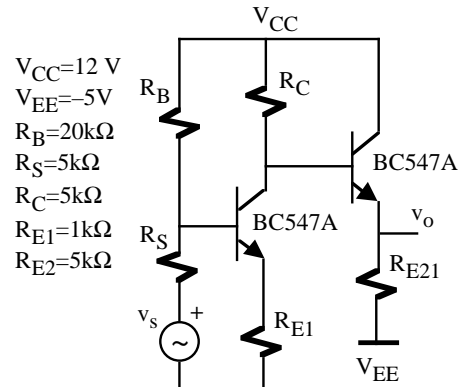 V_CC
V_CC=12 V
V_EE=–5V
R_B=20kΩ
R_S=5kΩ
R_C=5kΩ
R_E1=1kΩ
R_E2=5kΩ
R_B
R_C
BC547A
BC547A
R_S
v_o
R_E21
v_s
+
~
R_E1
V_EE